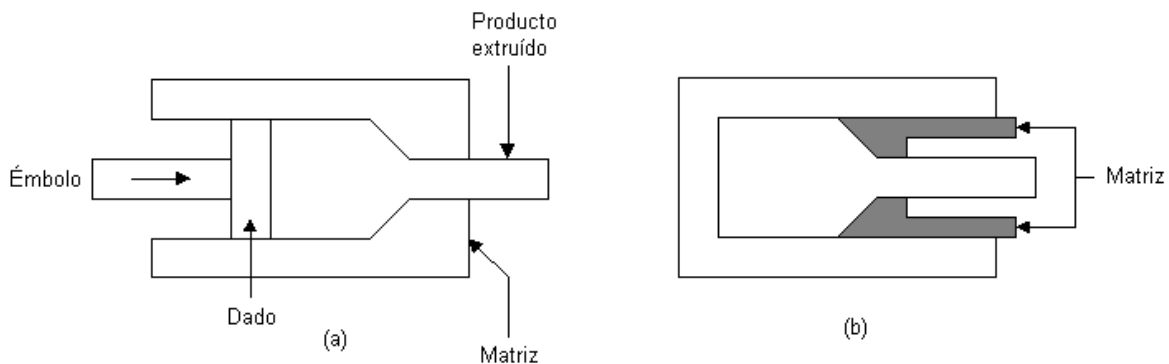 Producto
extruído
Émbolo
Matriz
Dado
(a)
Matriz
(b)